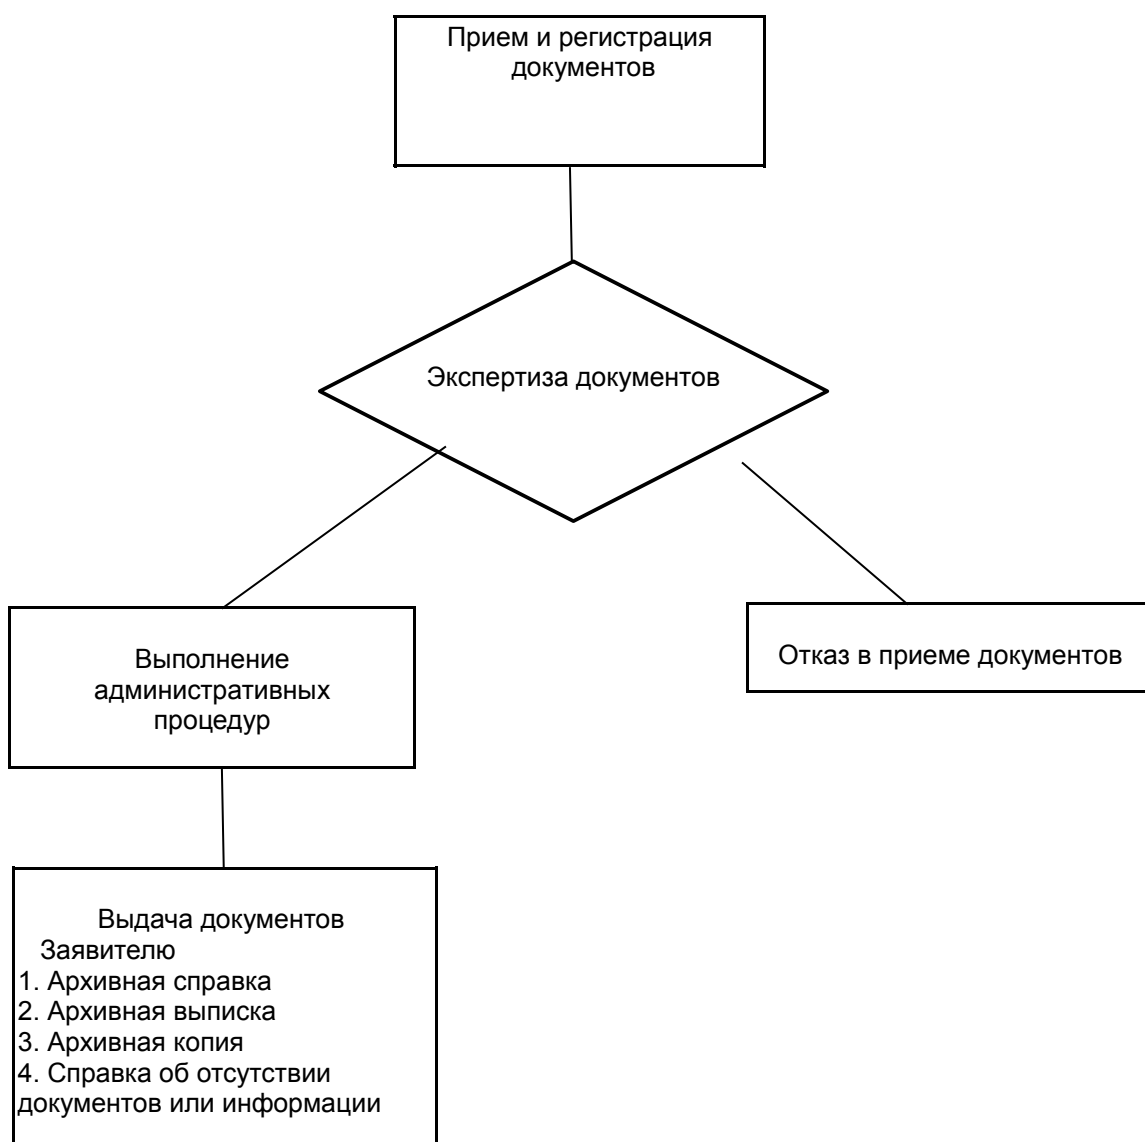 Прием и регистрация
документов
Экспертиза документов
Выполнение
административных
процедур
Отказ в приеме документов
Выдача документов
Заявителю
1. Архивная справка
2. Архивная выписка
3. Архивная копия
4. Справка об отсутствии
документов или информации